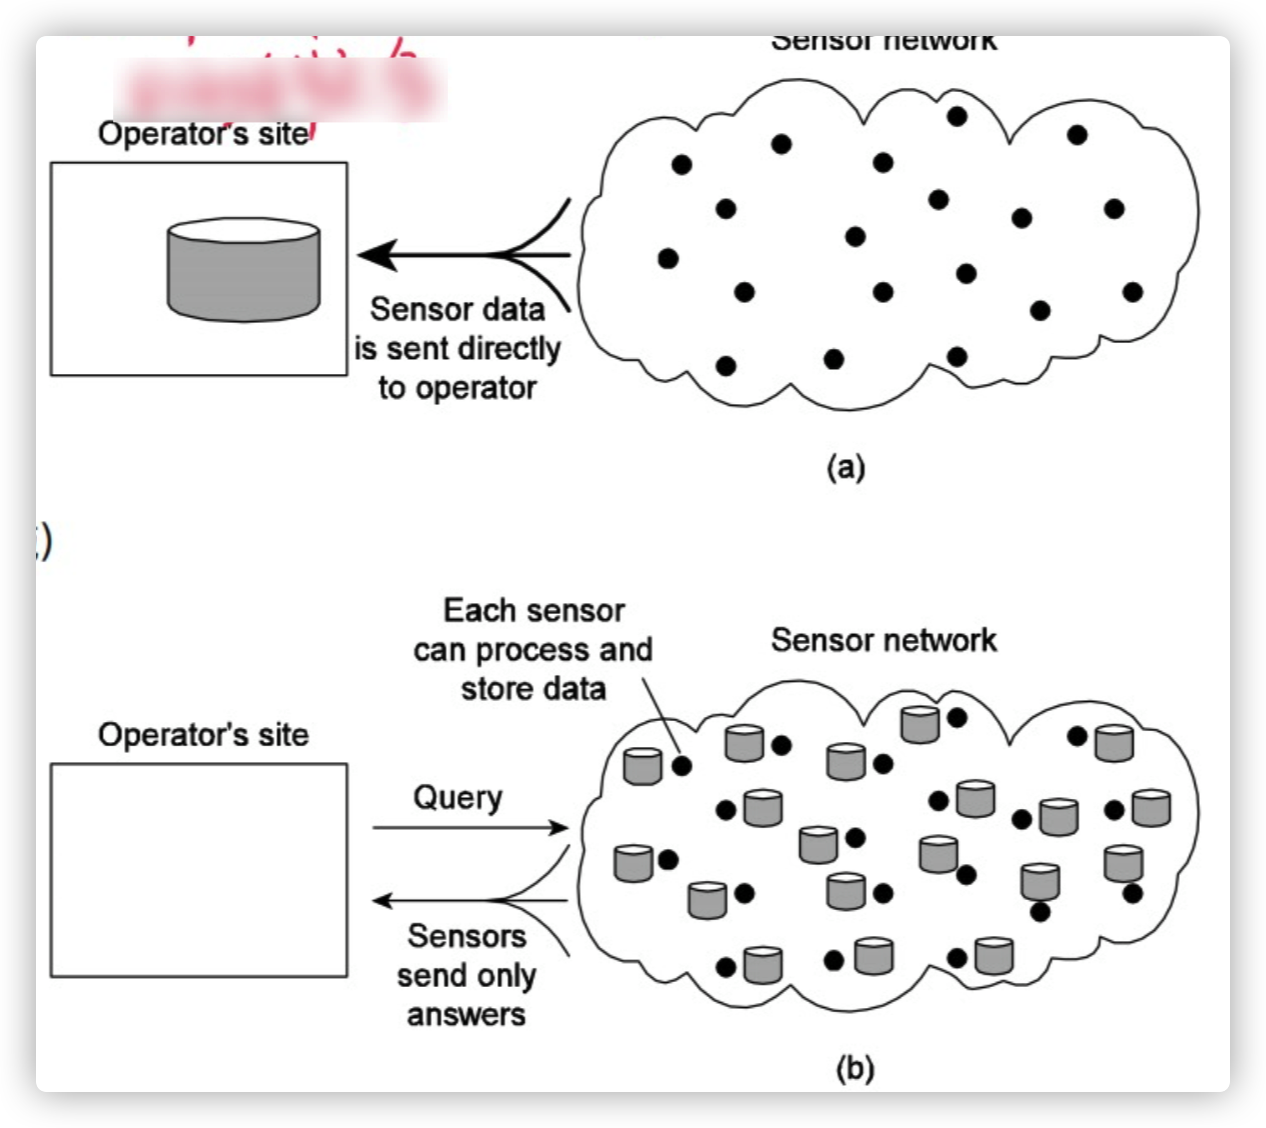 Sensor network
Operator's site
Sensor data
is sent directly
to operator
(a)
)
Each sensor
can process and
store data
Sensor network
Operator's site
Query
Sensors
send only
answers
(b)